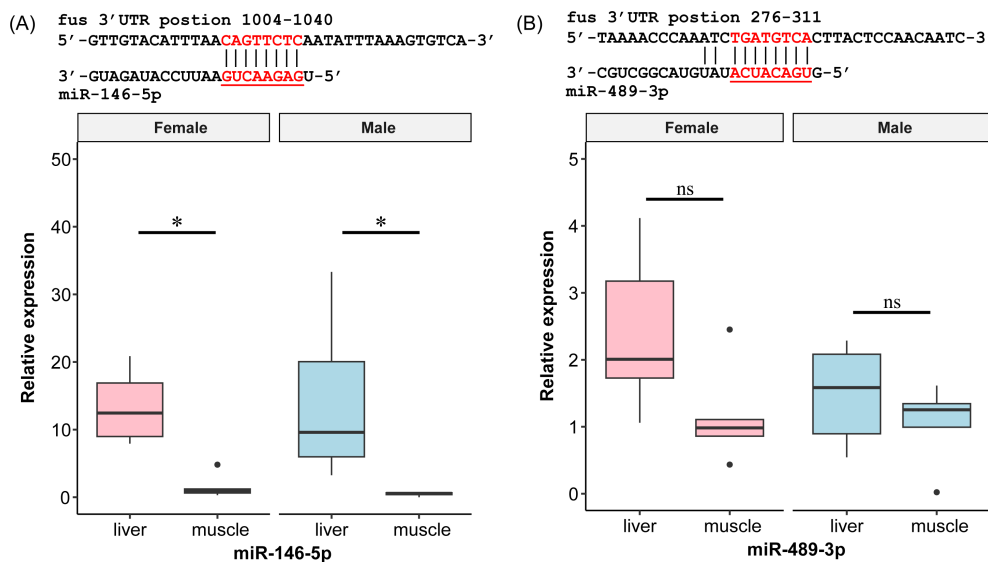 (A)
fus 3’UTR postion 1004-1040
5’-GTTGTACATTTAACAGTTCTCAATATTTAAAGTGTCA-3’
3’-GUAGAUACCUUAAGUCAAGAGU-5’
miR-146-5p
Female
Male
Relative expression
50
40
30
20
10
0
*
*
liver
muscle
liver
muscle
miR-146-5p
(B)
fus 3’UTR postion 276-311
5’-TAAAACCCAAATCTGATGTCACTTACTCCAACAATC-3
3’-CGUCGGCAUGUAUACUACAGUG-5’
miR-489-3p
Female
Male
Relative expression
5
4
3
2
1
0
ns
ns
liver
muscle
liver
muscle
miR-489-3p